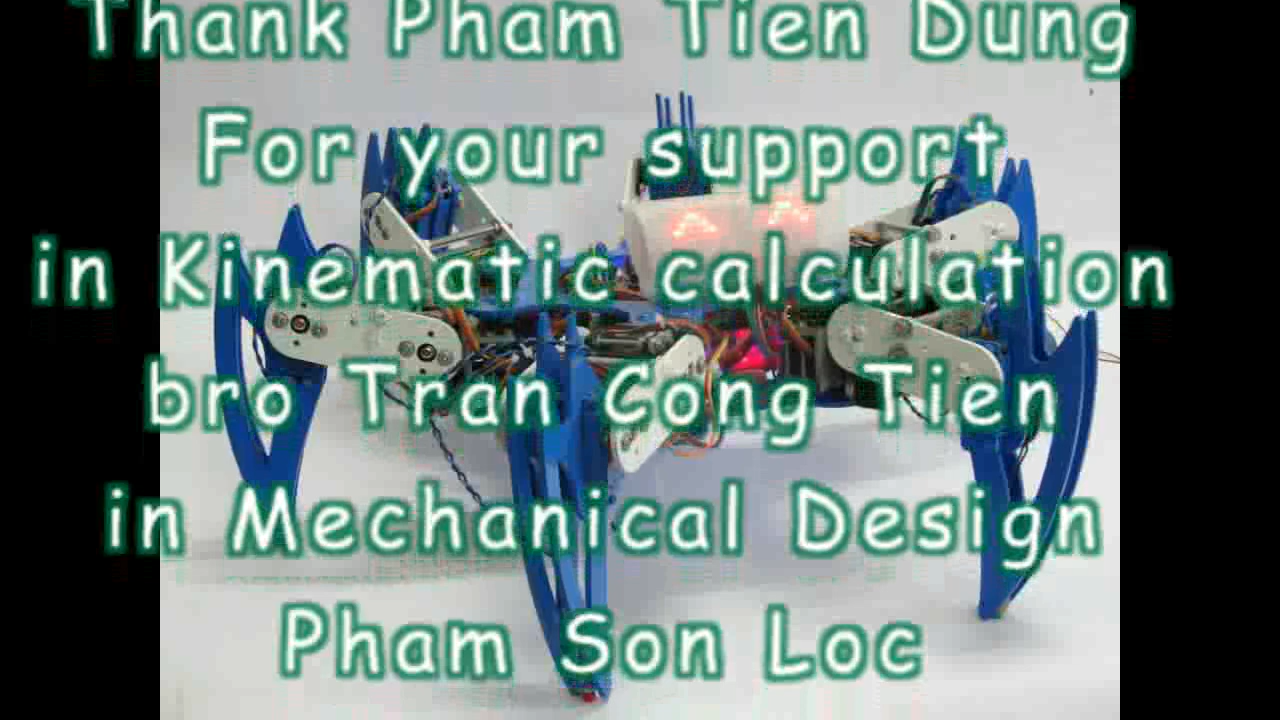 Thank Pham Tien Dung
For your support
in Kinematic calculation
bro Tran Cong Tien
in Mechanical Design
Pham Son Loc